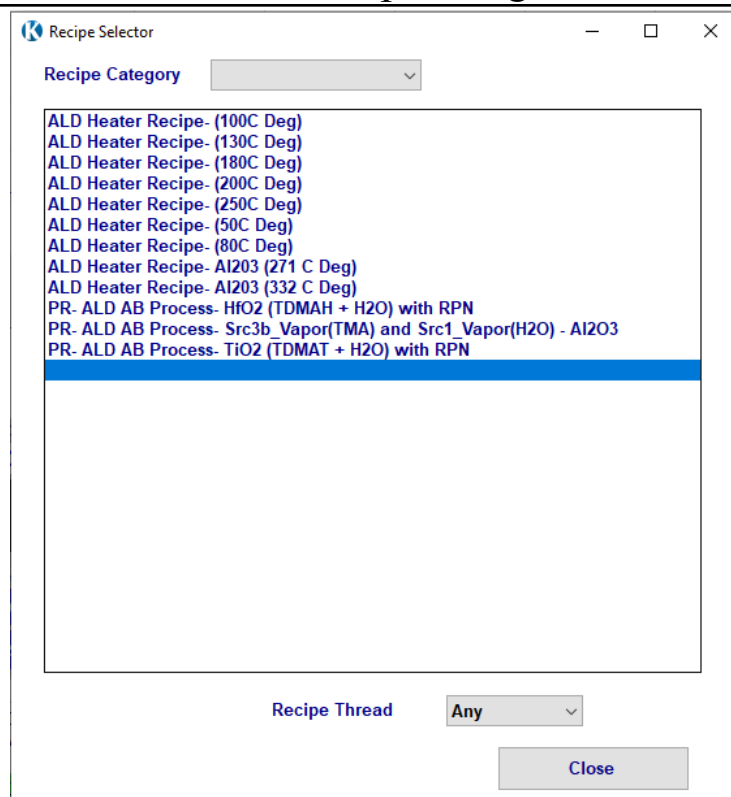 Recipe Selector
Recipe Category
ALD Heater Recipe- (100C Deg)
ALD Heater Recipe- (130C Deg)
ALD Heater Recipe- (180C Deg)
ALD Heater Recipe- (200C Deg)
ALD Heater Recipe- (250C Deg)
ALD Heater Recipe- (50C Deg)
ALD Heater Recipe- (80C Deg)
ALD Heater Recipe- Al203 (271 C Deg)
ALD Heater Recipe- Al203 (332 C Deg)
PR- ALD AB Process- HfO2 (TDMAH + H2O) with RPN
PR- ALD AB Process- Src3b_Vapor(TMA) and Src1_Vapor(H2O) - Al2O3
PR- ALD AB Process- TiO2 (TDMAT + H2O) with RPN
Recipe Thread Any
Close